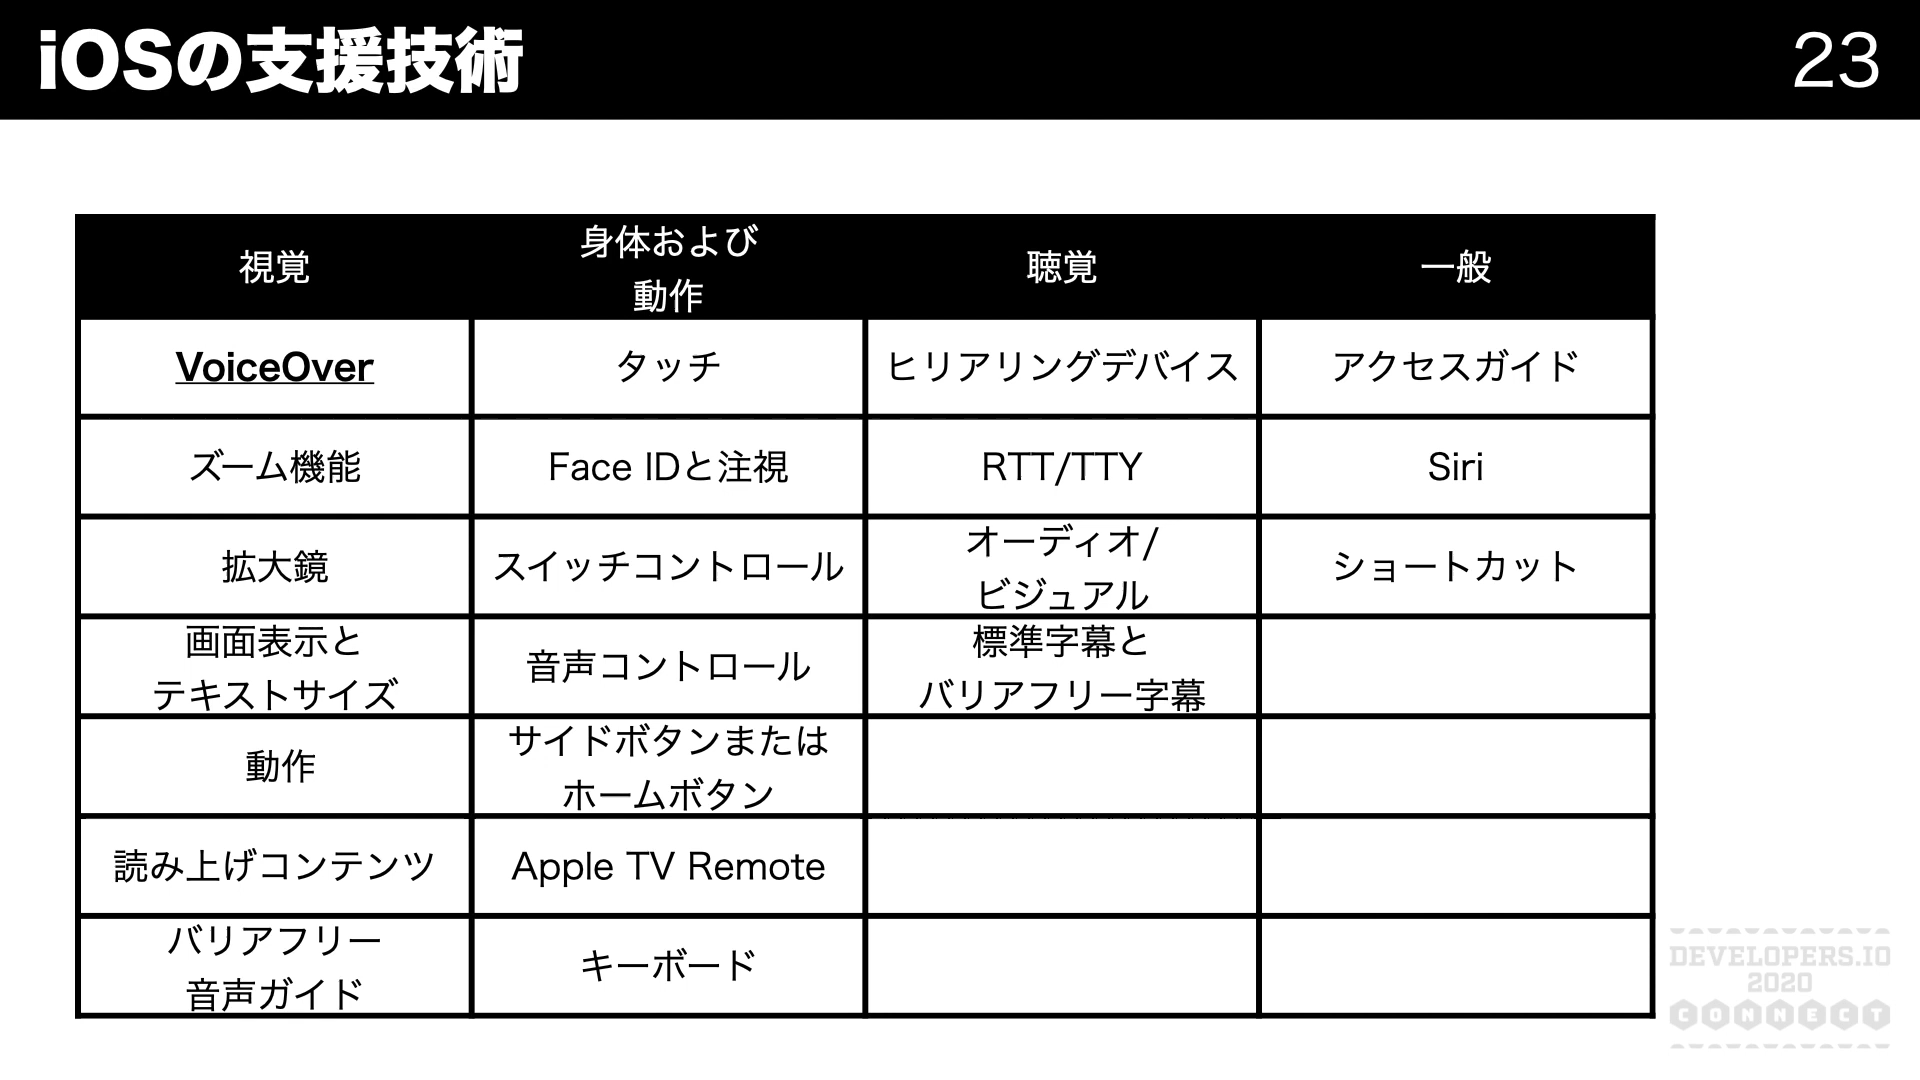 iOSの支援技術
23
視覚
身体および
動作
聴覚
一般
VoiceOver
タッチ
ヒリアリングデバイス
アクセスガイド
ズーム機能
Face IDと注視
RTT/TTY
Siri
拡大鏡
スイッチコントロール
オーディオ/
ビジュアル
ショートカット
画面表示と
テキストサイズ
音声コントロール
標準字幕と
バリアフリー字幕
動作
サイドボタンまたは
ホームボタン
読み上げコンテンツ
Apple TV Remote
バリアフリー
音声ガイド
キーボード
DEVELOPERS.IO
2020
CONNECT